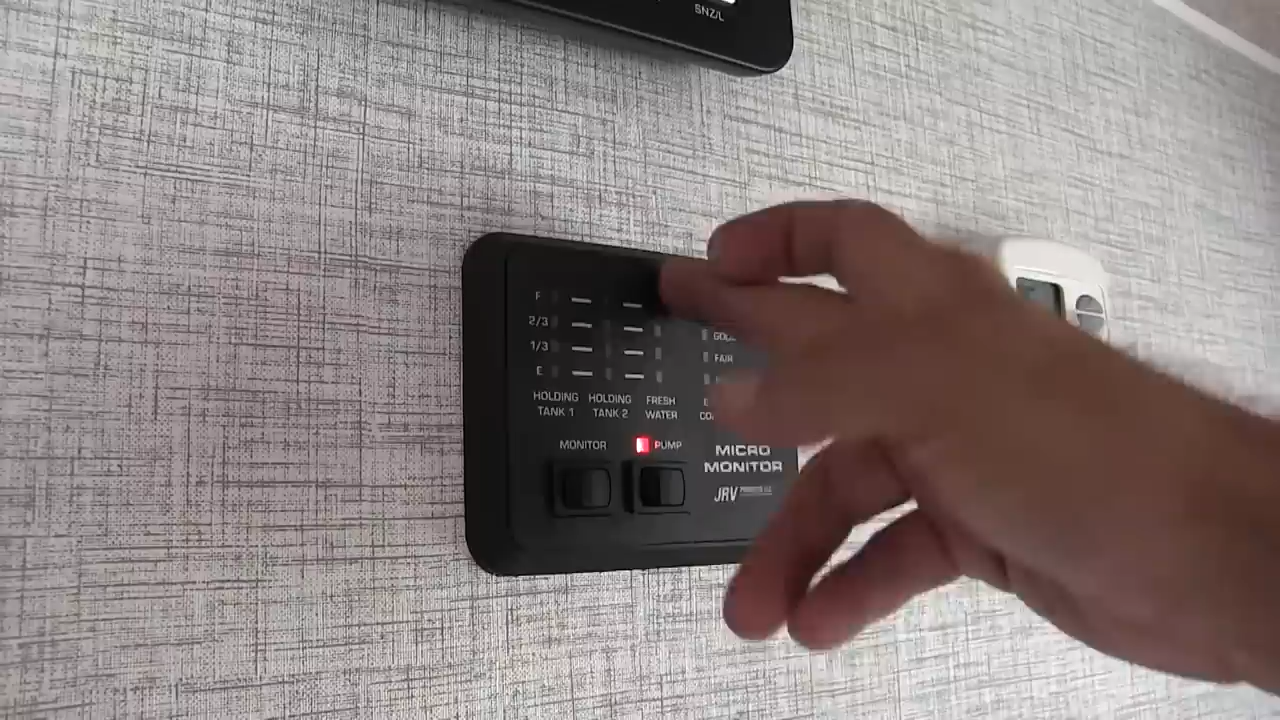 SNZ/L
F
2/3
1/3
E
GOOD
FAIR
HOLDING TANK 1
HOLDING TANK 2
FRESH WATER
MONITOR
PUMP
MICRO
MONITOR
JRV